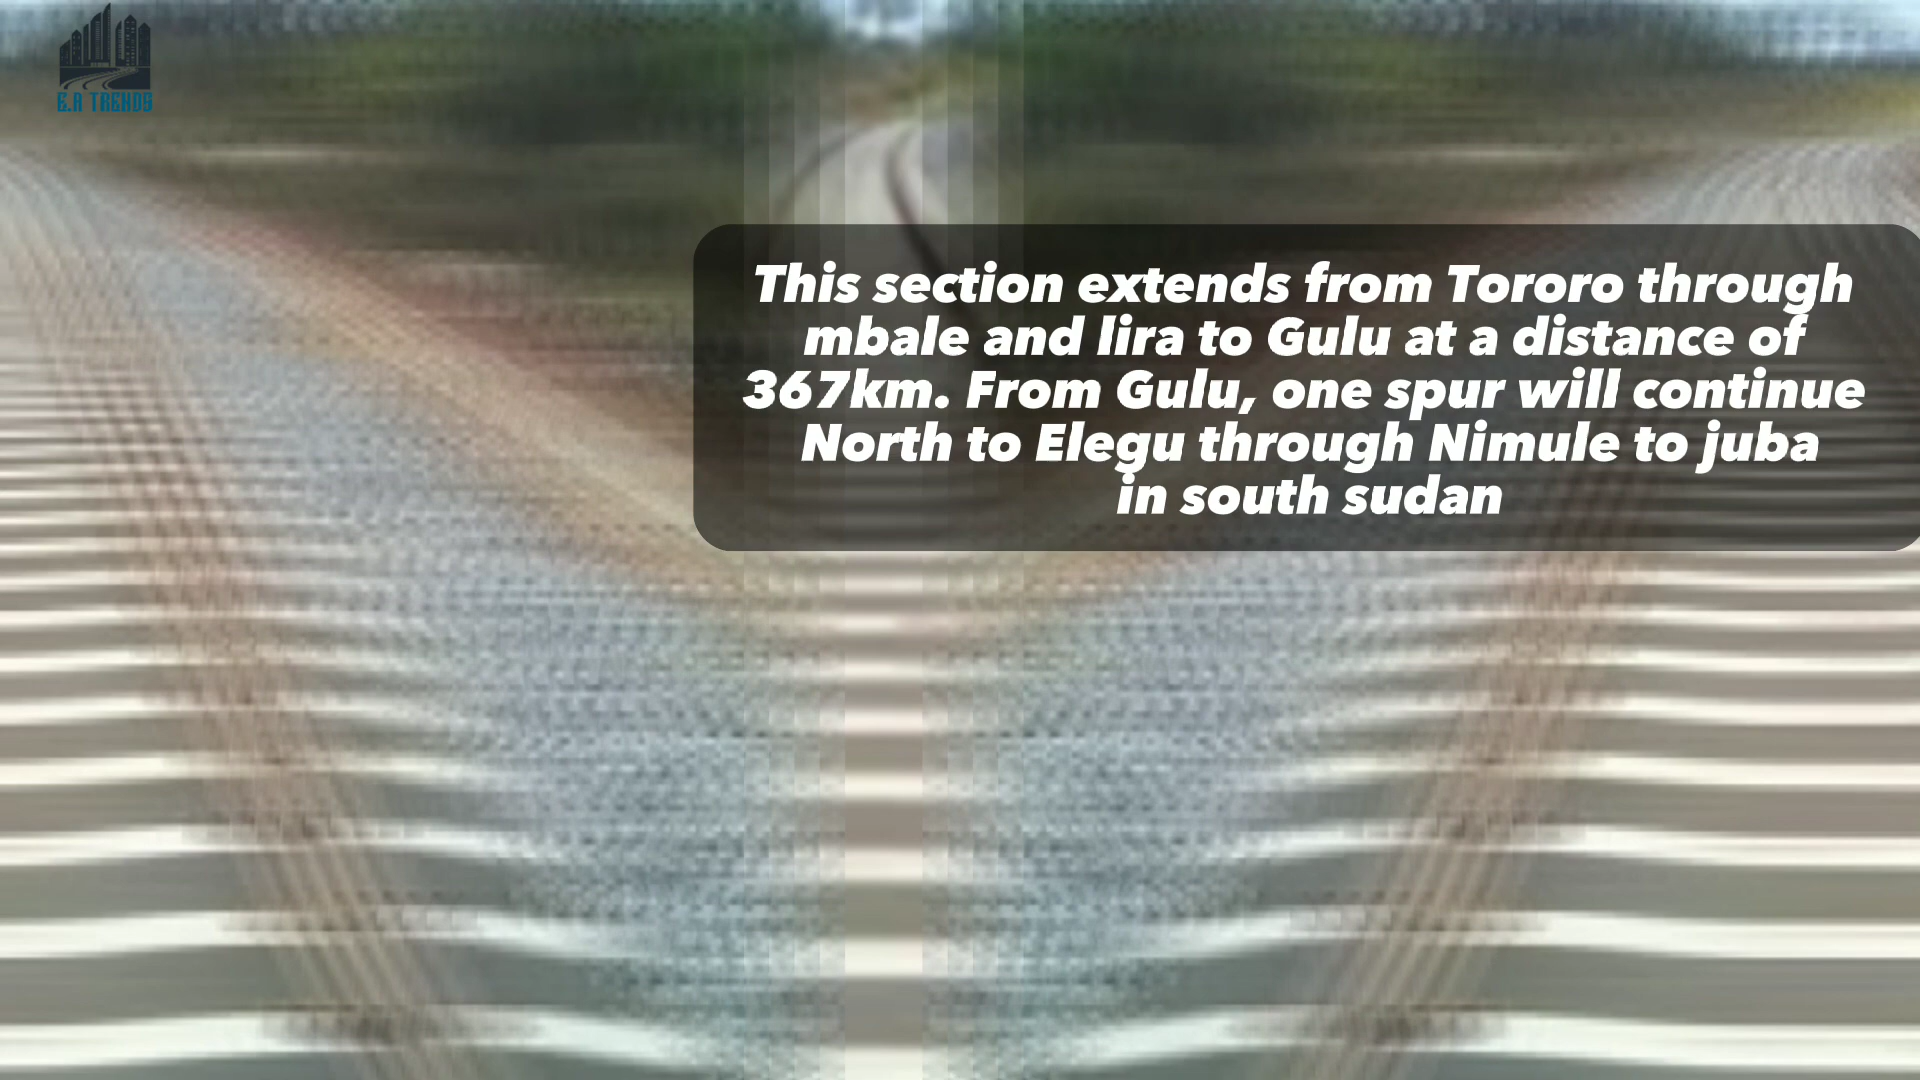 E.A TRENDS
This section extends from Tororo through
mbale and lira to Gulu at a distance of
367km. From Gulu, one spur will continue
North to Elegu through Nimule to juba
in south sudan